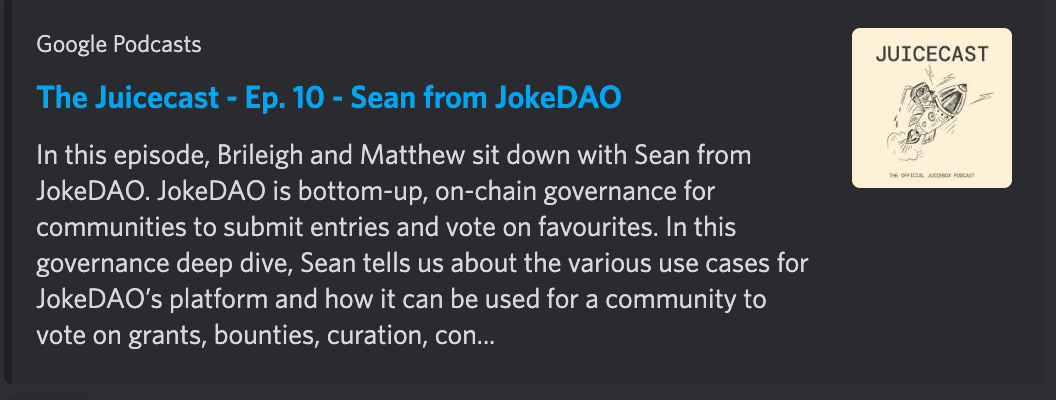 Google Podcasts
JUICECAST
The Juicecast - Ep. 10 - Sean from JokeDAO
In this episode, Brileigh and Matthew sit down with Sean from
JokeDAO. JokeDAO is bottom-up, on-chain governance for
communities to submit entries and vote on favourites. In this
governance deep dive, Sean tells us about the various use cases for
JokeDAO’s platform and how it can be used for a community to
vote on grants, bounties, curation, con...
THE OFFICIAL JUICEBOX PODCAST